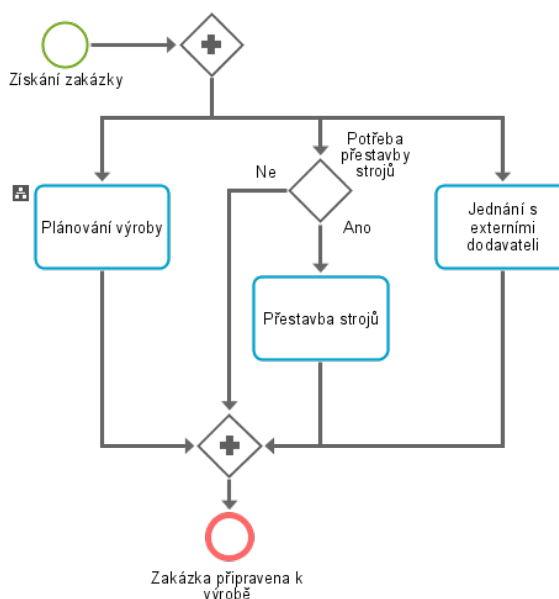 Získání zakázky
Potřeba
přestavby
strojů
Ne
Ano
Plánování výroby
Jednání s
externími
dodavateli
Přestavba strojů
Zakázka připravena k
výrobě